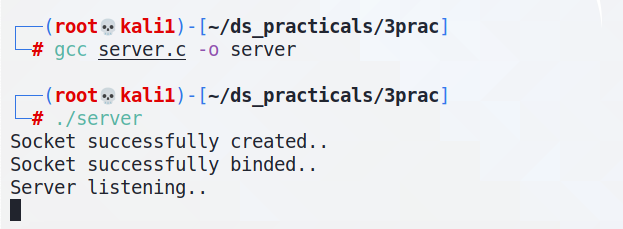 ┌──(root💀kali1)-[~/ds_practicals/3prac]
└─# gcc server.c -o server
┌──(root💀kali1)-[~/ds_practicals/3prac]
└─# ./server
Socket successfully created..
Socket successfully binded..
Server listening..